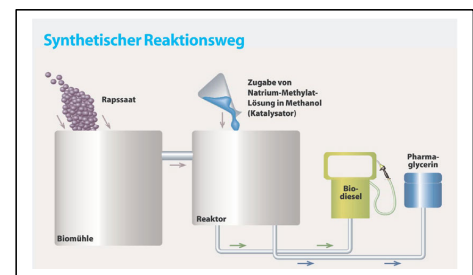 Synthetischer Reaktionsweg
Rapssaat
Zugabe von
Natrium-Methylat-
Lösung in Methanol
(Katalysator)
Biomühle
Reaktor
Bio-
diesel
Pharma-
glycerin